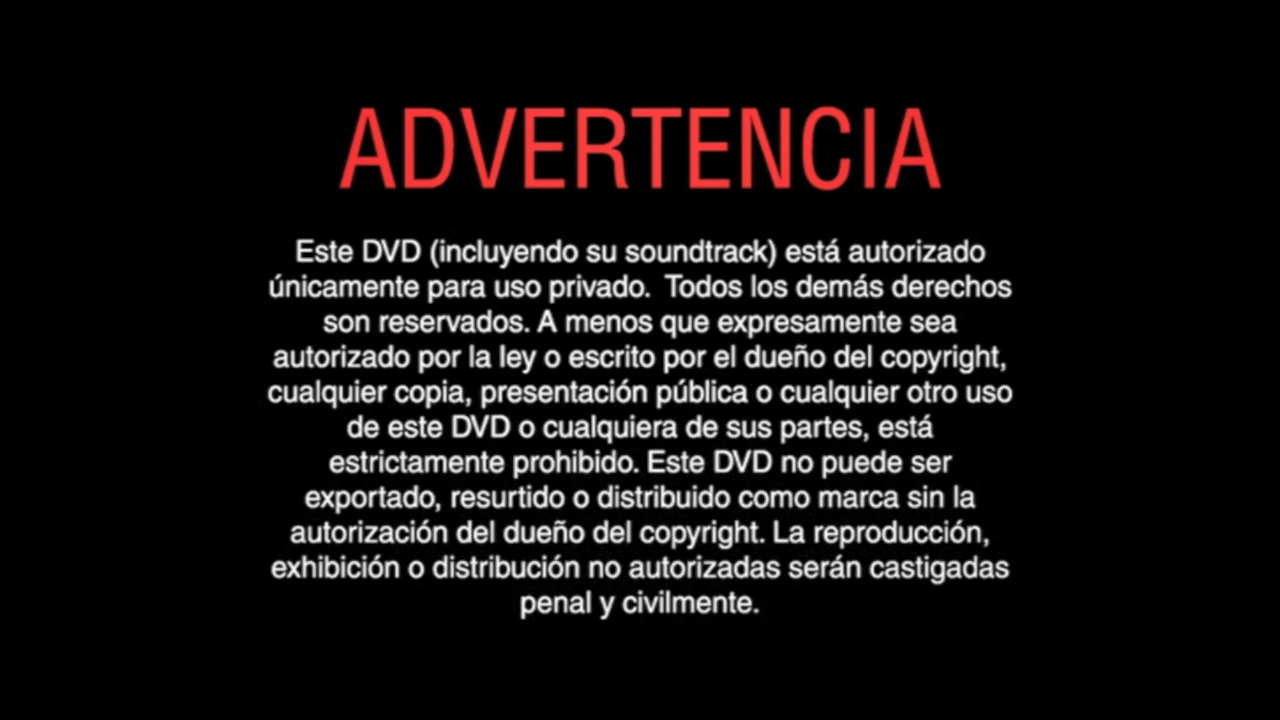 ADVERTENCIA
Este DVD (incluyendo su soundtrack) está autorizado
únicamente para uso privado.  Todos los demás derechos
son reservados. A menos que expresamente sea
autorizado por la ley o escrito por el dueño del copyright,
cualquier copia, presentación pública o cualquier otro uso
de este DVD o cualquiera de sus partes, está
estrictamente prohibido. Este DVD no puede ser
exportado, resurtido o distribuido como marca sin la
autorización del dueño del copyright. La reproducción,
exhibición o distribución no autorizadas serán castigadas
penal y civilmente.